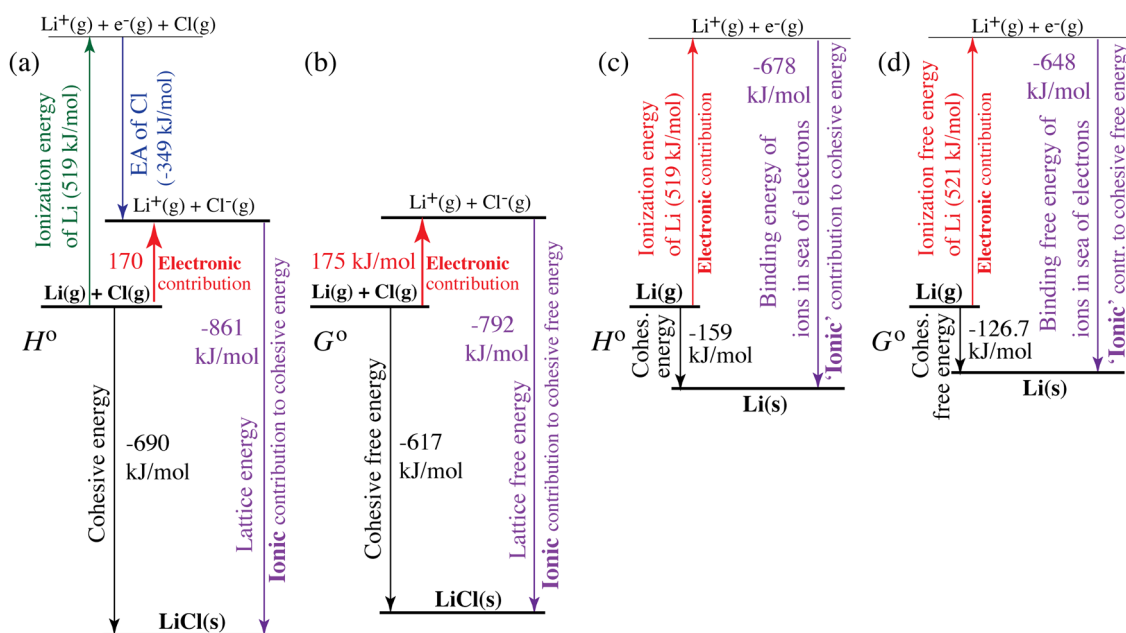 (a)
Li⁺(g) + e⁻(g) + Cl(g)
Ionization energy
of Li (519 kJ/mol)
EA of Cl
(-349 kJ/mol)
Li⁺(g) + Cl⁻(g)
170
Electronic
contribution
Li(g) + Cl(g)
H°
-861
kJ/mol
Cohesive energy
-690
kJ/mol
Lattice energy
Ionic contribution to cohesive energy
LiCl(s)
(b)
Li⁺(g) + Cl⁻(g)
175 kJ/mol
Electronic
contribution
Li(g) + Cl(g)
G°
-792
kJ/mol
Cohesive free energy
-617
kJ/mol
Lattice free energy
Ionic contribution to cohesive free energy
LiCl(s)
(c)
Li⁺(g) + e⁻(g)
Ionization energy
of Li (519 kJ/mol)
Electronic contribution
-678
kJ/mol
Binding energy of
ions in sea of electrons
'Ionic' contribution to cohesive energy
Li(g)
H°
Cohes.
energy
-159
kJ/mol
Li(s)
(d)
Li⁺(g) + e⁻(g)
Ionization free energy
of Li (521 kJ/mol)
Electronic contribution
-648
kJ/mol
Binding free energy of
ions in sea of electrons
'Ionic' contr. to cohesive free energy
Li(g)
G°
Cohes.
free energy
-126.7
kJ/mol
Li(s)